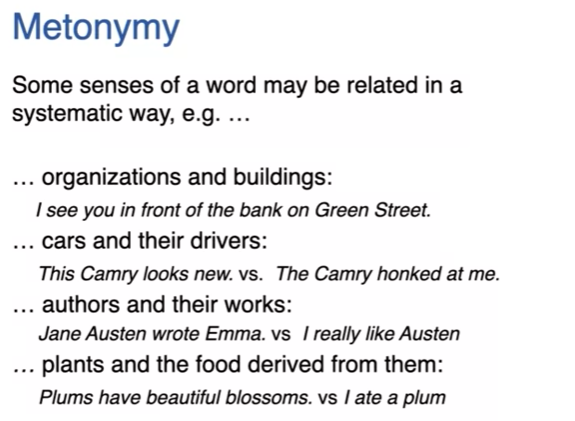 Metonymy
Some senses of a word may be related in a
systematic way, e.g. …
… organizations and buildings:
I see you in front of the bank on Green Street.
… cars and their drivers:
This Camry looks new. vs. The Camry honked at me.
… authors and their works:
Jane Austen wrote Emma. vs I really like Austen
… plants and the food derived from them:
Plums have beautiful blossoms. vs I ate a plum